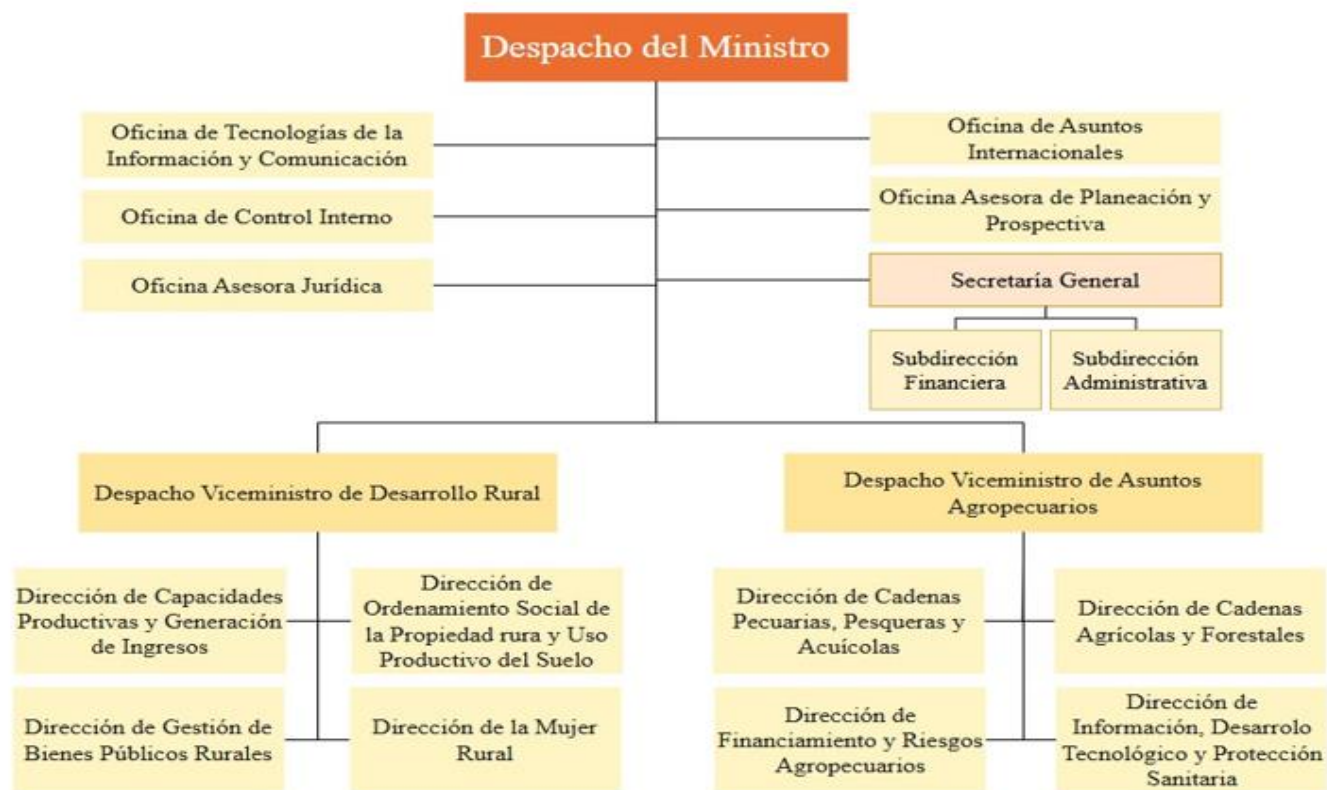 Despacho del Ministro
Oficina de Tecnologías de la
Información y Comunicación
Oficina de Asuntos
Internacionales
Oficina de Control Interno
Oficina Asesora de Planeación y
Prospectiva
Oficina Asesora Jurídica
Secretaría General
Subdirección
Financiera
Subdirección
Administrativa
Despacho Viceministro de Desarrollo Rural
Despacho Viceministro de Asuntos
Agropecuarios
Dirección de Capacidades
Productivas y Generación
de Ingresos
Dirección de
Ordenamiento Social de
la Propiedad rura y Uso
Productivo del Suelo
Dirección de Cadenas
Pecuarias, Pesqueras y
Acuícolas
Dirección de Cadenas
Agrícolas y Forestales
Dirección de Gestión de
Bienes Públicos Rurales
Dirección de la Mujer
Rural
Dirección de
Financiamiento y Riesgos
Agropecuarios
Dirección de
Información, Desarrolo
Tecnológico y Protección
Sanitaria